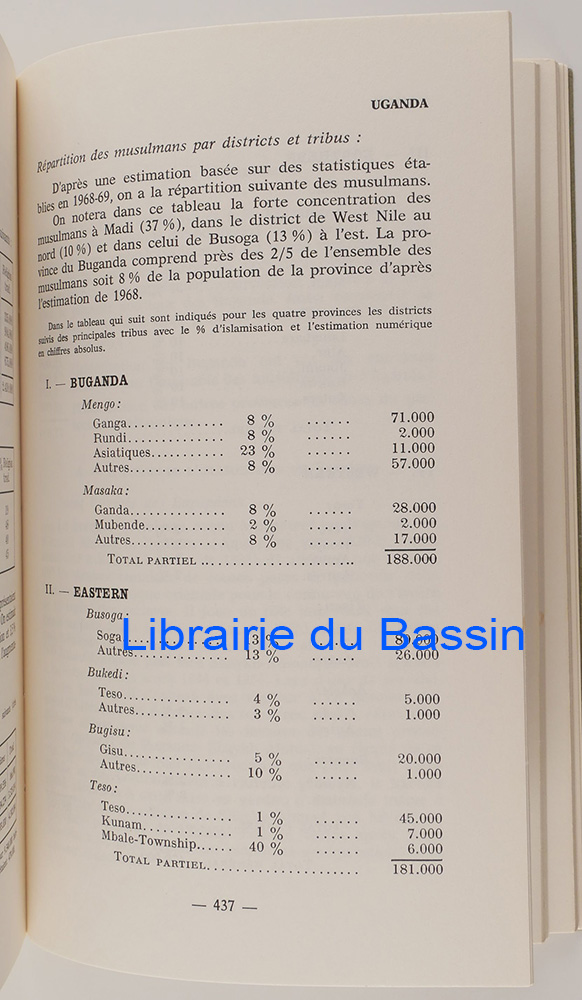 UGANDA
Répartition des musulmans par districts et tribus :
D'après une estimation basée sur des statistiques éta-
blies en 1968-69, on a la répartition suivante des musulmans.
On notera dans ce tableau la forte concentration des
musulmans à Madi (37 %), dans le district de West Nile au
nord (10 %) et dans celui de Busoga (13 %) à l'est. La pro-
vince du Buganda comprend près des 2/5 de l'ensemble des
musulmans soit 8 % de la population de la province d'après
l'estimation de 1968.
Dans le tableau qui suit sont indiqués pour les quatre provinces les districts
suivis des principales tribus avec le % d'islamisation et l'estimation numérique
en chiffres absolus.
I. — BUGANDA
Mengo :
Ganga.............. 8 % ...... 71.000
Rundi.............. 8 % ...... 2.000
Asiatiques........... 23 % ...... 11.000
Autres.............. 8 % ...... 57.000
Masaka :
Ganda.............. 8 % ...... 28.000
Mubende............ 2 % ...... 2.000
Autres.............. 8 % ...... 17.000
TOTAL PARTIEL ...................... 188.000
II. — EASTERN
Busoga :
Librairie du Bassin
Soga
Autres.............. 13 % ...... 26.000
Bukedi :
Teso............... 4 % ...... 5.000
Autres.............. 3 % ...... 1.000
Bugisu :
Gisu............... 5 % ...... 20.000
Autres.............. 10 % ...... 1.000
Teso :
Teso............... 1 % ...... 45.000
Kunam............. 1 % ...... 7.000
Mbale-Township...... 40 % ...... 6.000
TOTAL PARTIEL...................... 181.000
— 437 —